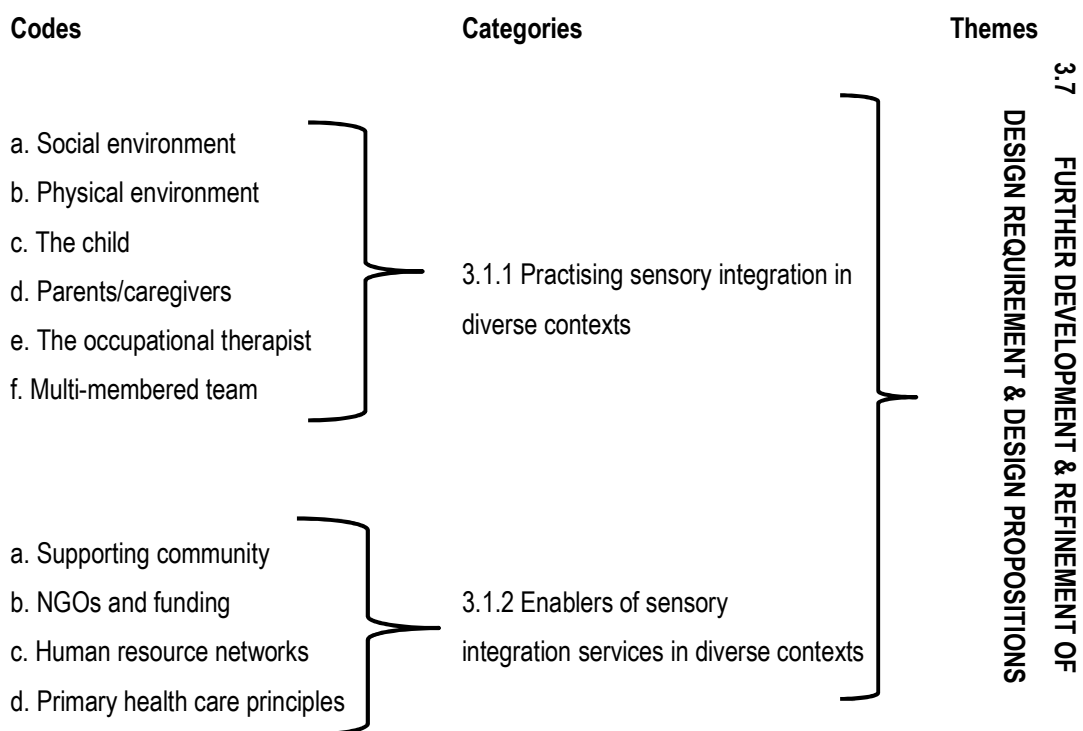 Codes
Categories
Themes
a. Social environment
b. Physical environment
c. The child
d. Parents/caregivers
e. The occupational therapist
f. Multi-membered team
3.1.1 Practising sensory integration in
diverse contexts
a. Supporting community
b. NGOs and funding
c. Human resource networks
d. Primary health care principles
3.1.2 Enablers of sensory
integration services in diverse contexts
3.7 FURTHER DEVELOPMENT & REFINEMENT OF
DESIGN REQUIREMENT & DESIGN PROPOSITIONS